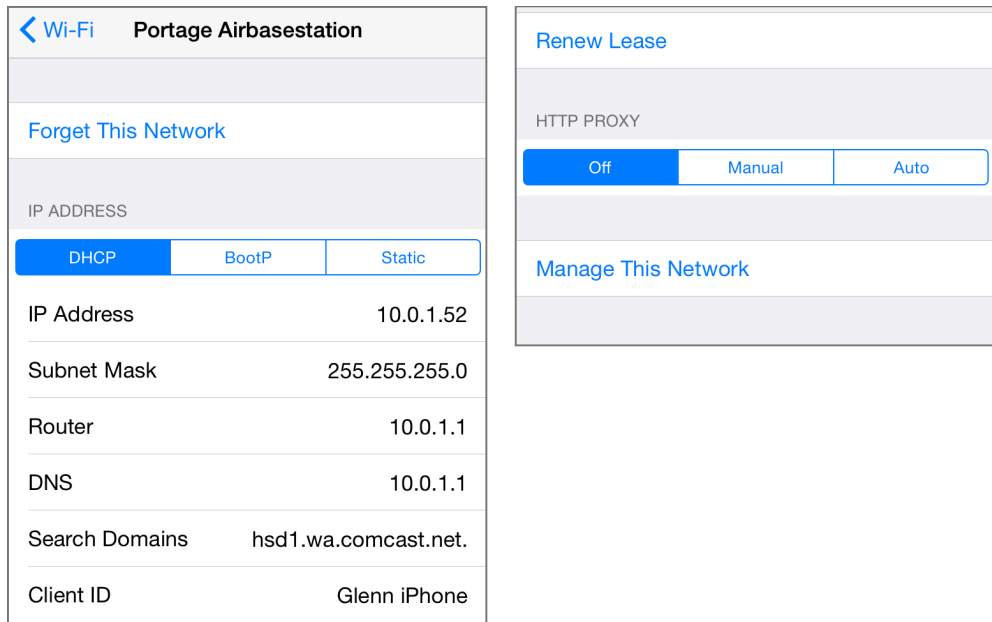 Wi-Fi Portage Airbasestation
Forget This Network
IP ADDRESS
DHCP BootP Static
IP Address 10.0.1.52
Subnet Mask 255.255.255.0
Router 10.0.1.1
DNS 10.0.1.1
Search Domains hsd1.wa.comcast.net.
Client ID Glenn iPhone
Renew Lease
HTTP PROXY
Off Manual Auto
Manage This Network